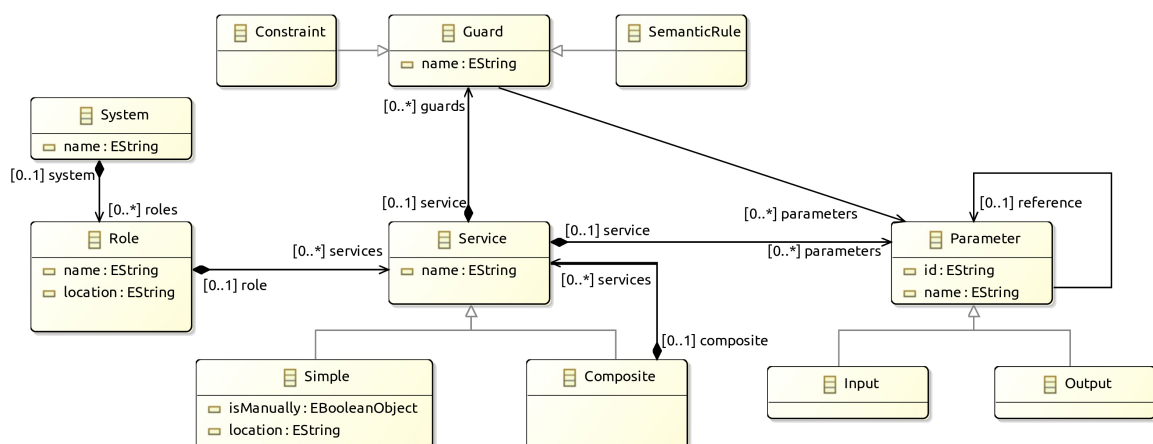 Constraint
Guard
name : EString
SemanticRule
System
name : EString
[0..*] guards
[0..1] system
[0..*] roles
[0..1] service
[0..*] parameters
[0..1] reference
Role
name : EString
location : EString
[0..*] services
[0..1] role
Service
name : EString
[0..1] service
[0..*] parameters
[0..*] services
Parameter
id : EString
name : EString
[0..1] composite
Simple
isManually : EBooleanObject
location : EString
Composite
Input
Output